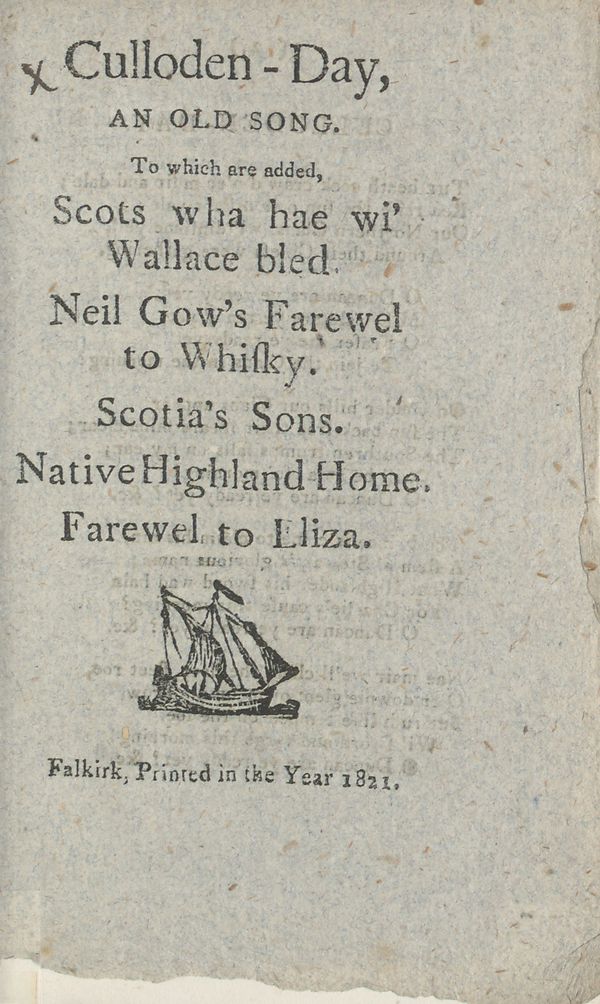 x Culloden - Day,
AN OLD SONG.
To which are added,
Scots wha hae wi'
Wallace bled.
Neil Gow's Farewel
to Whiſky.
Scotia's Sons.
Native Highland Home.
Farewel to Eliza.
Falkirk, Printed in the Year 1821.